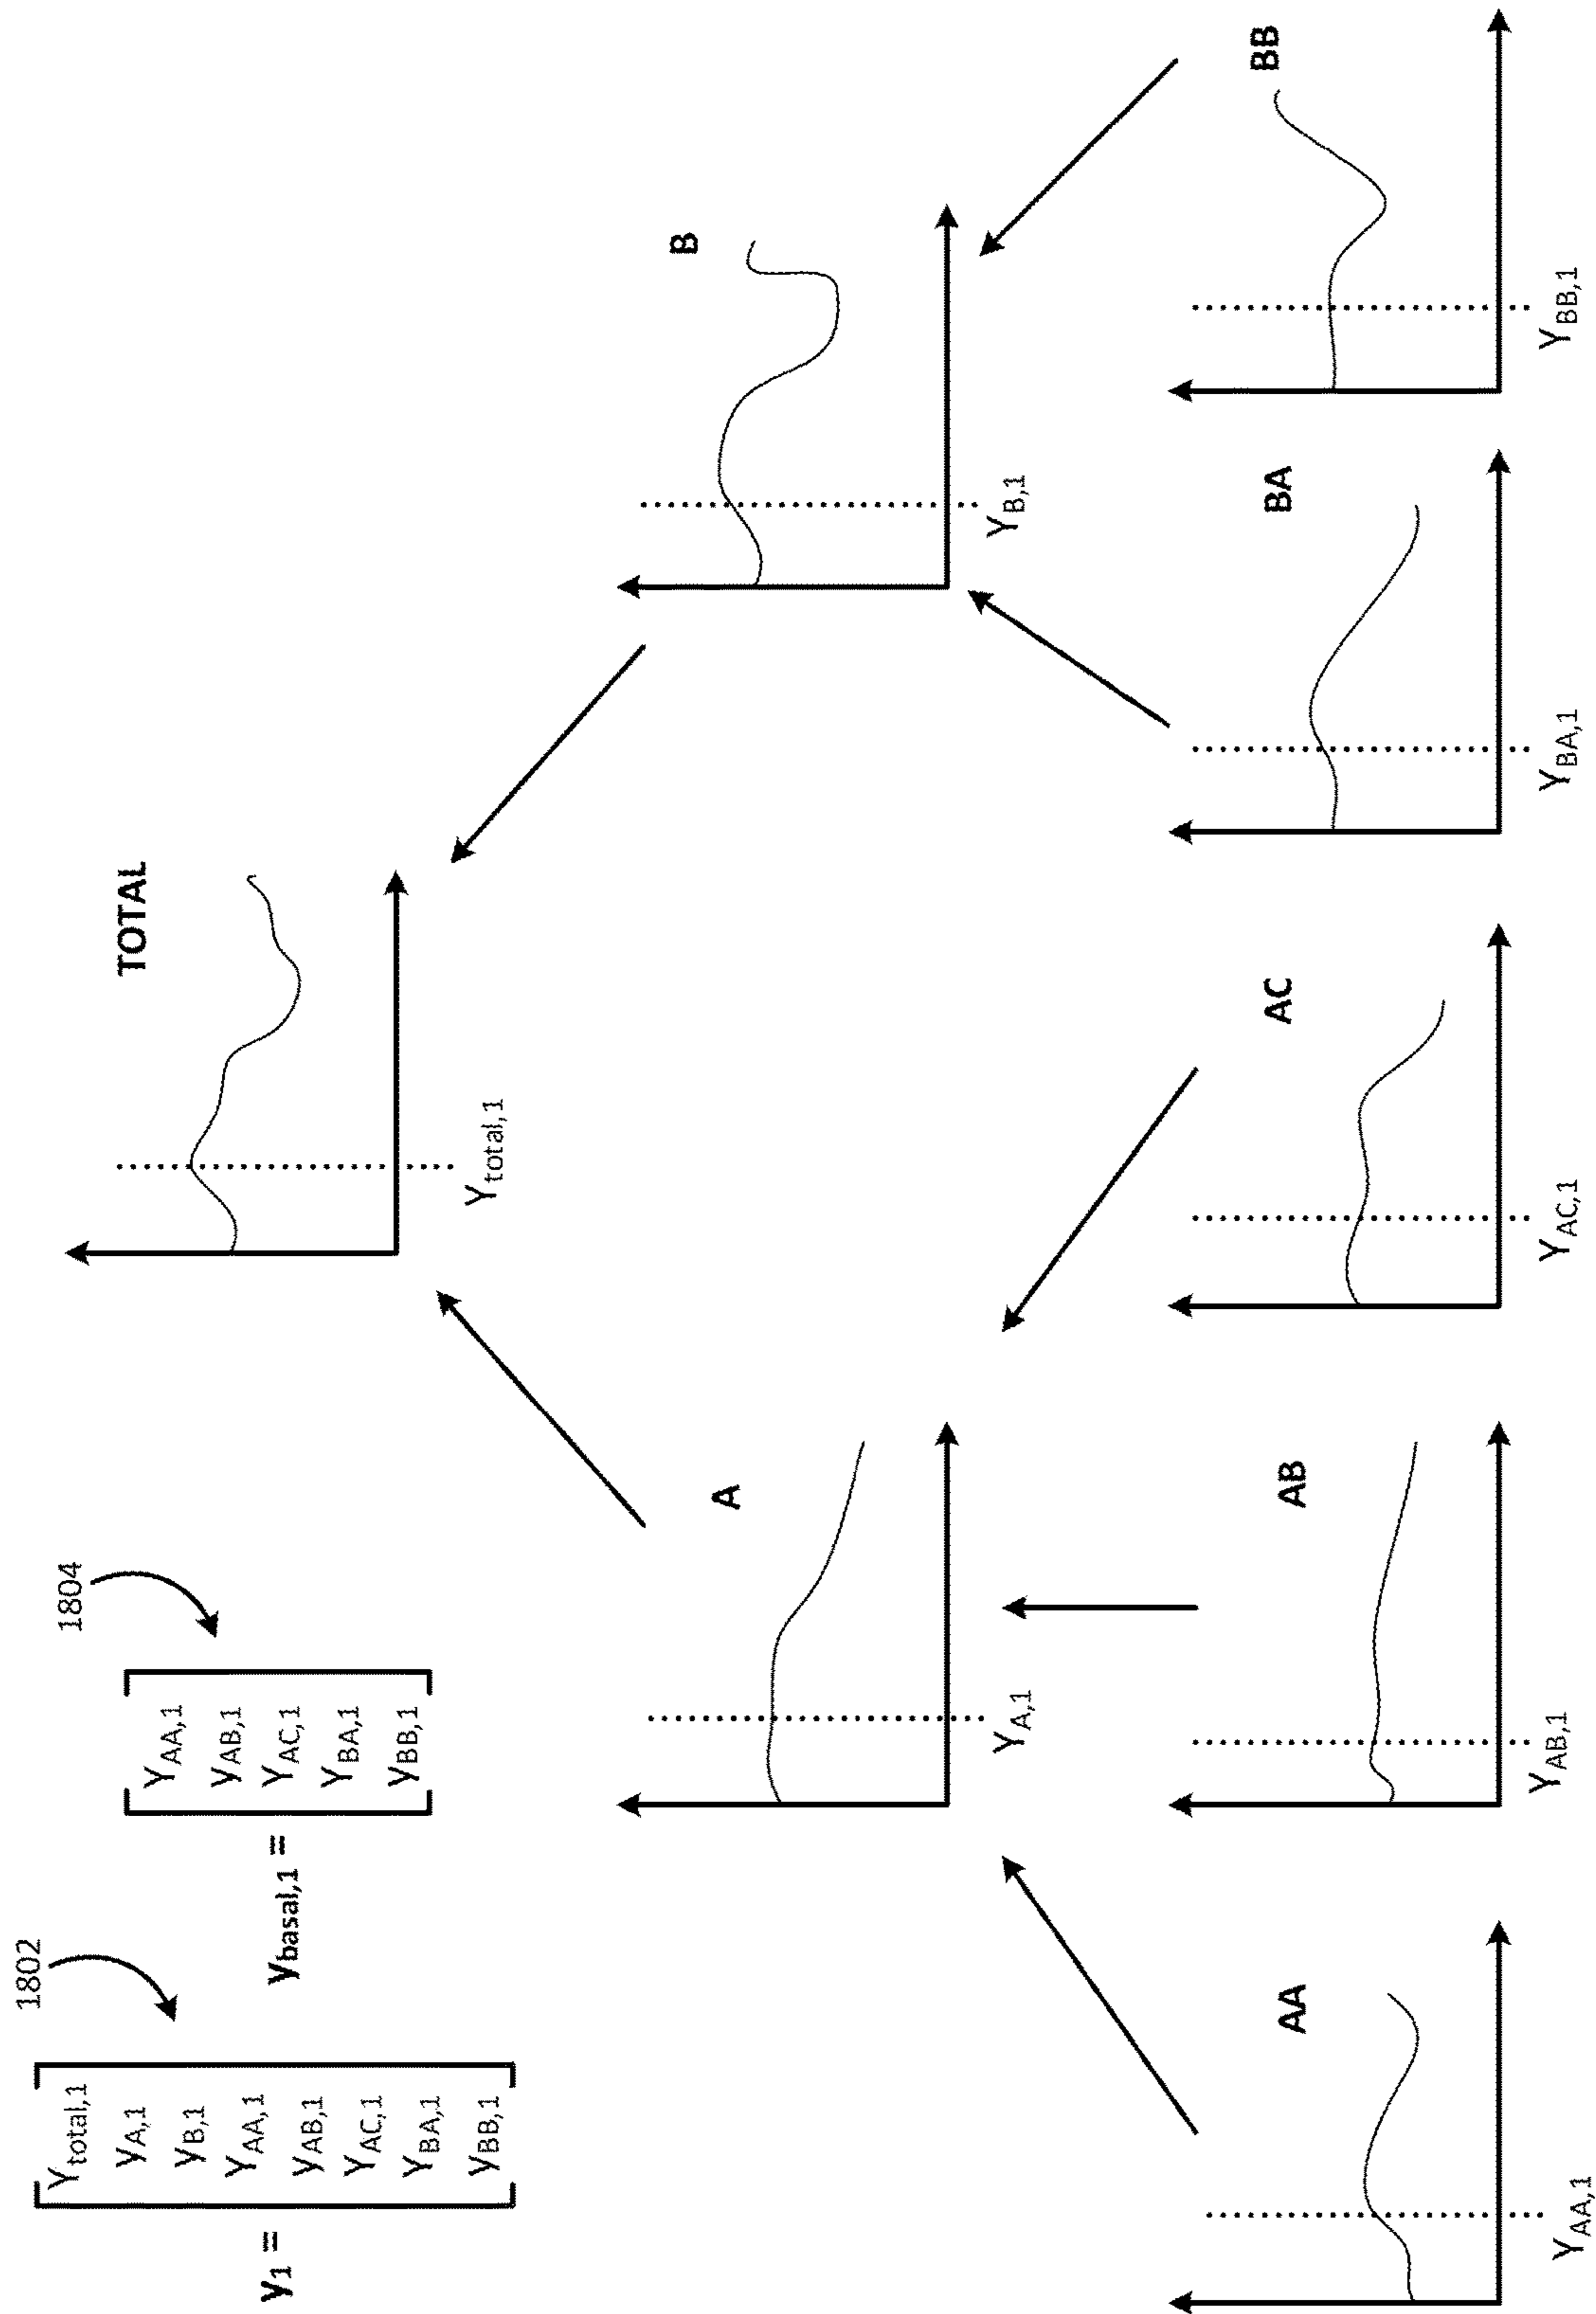 1802
1804
y1 =
Ytotal,1
yA,1
yB,1
YAA,1
yAB,1
YAC,1
YBA,1
yBB,1
ybasal,1 =
YAA,1
yAB,1
YAC,1
YBA,1
yBB,1
TOTAL
Ytotal,1
A
YA,1
B
YB,1
AA
YAA,1
AB
YAB,1
AC
YAC,1
BA
YBA,1
BB
YBB,1